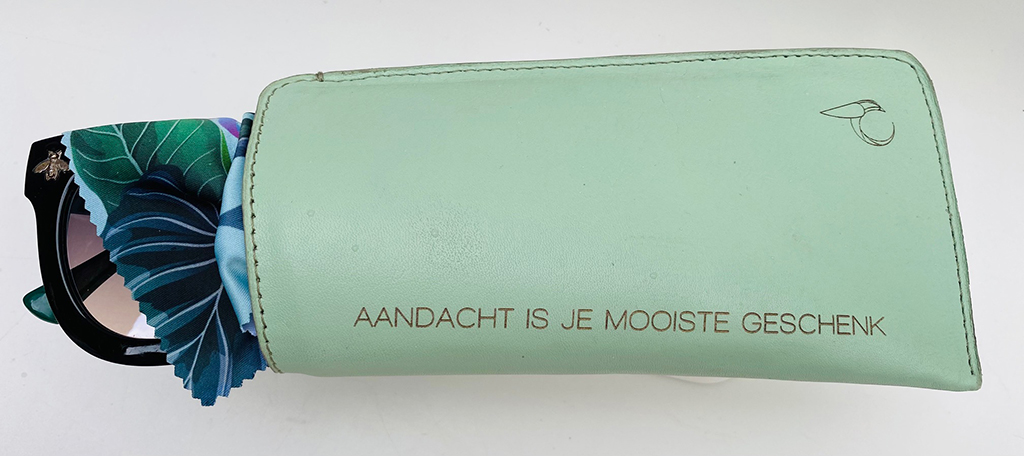 AANDACHT IS JE MOOISTE GESCHENK